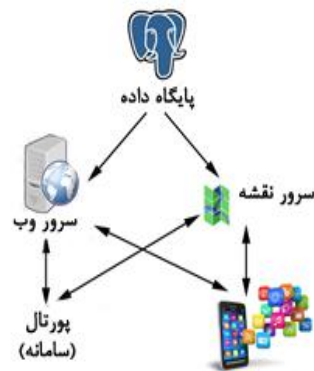 پایگاه داده
سرور نقشه
سرور وب
پورتال
(سامانه)